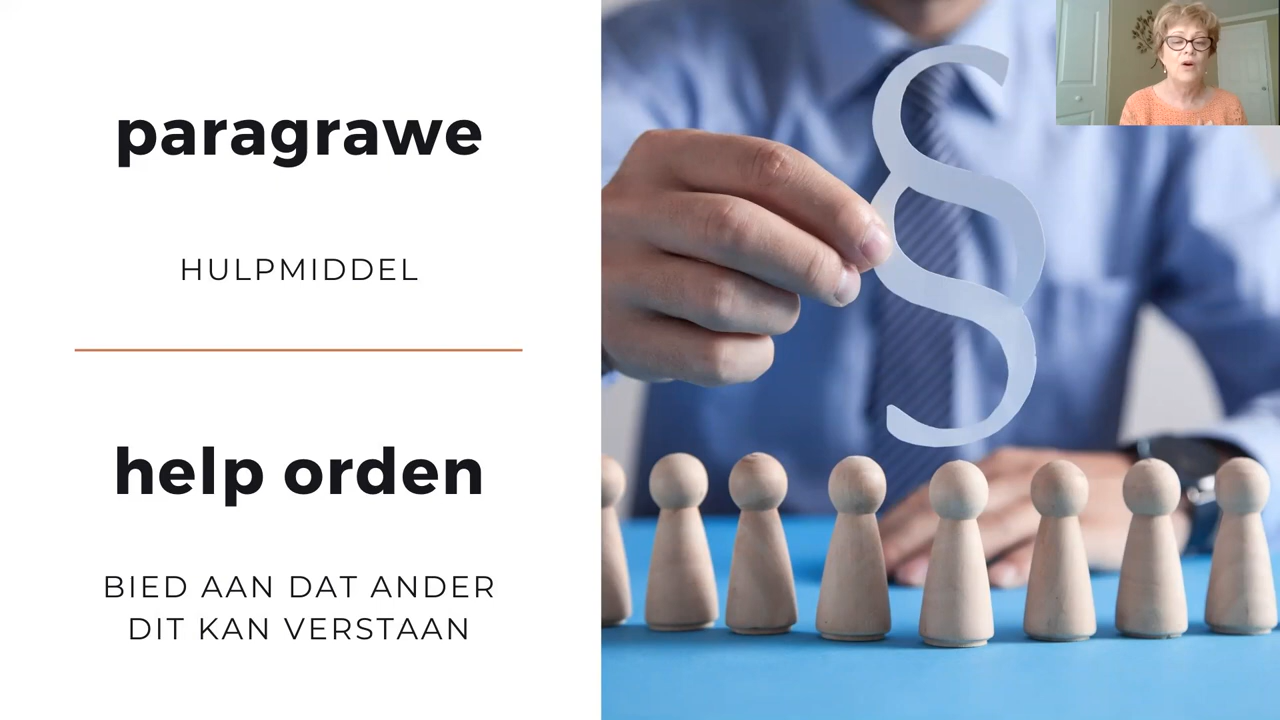 paragrawe
HULPMIDDEL
help orden
BIED AAN DAT ANDER
DIT KAN VERSTAAN